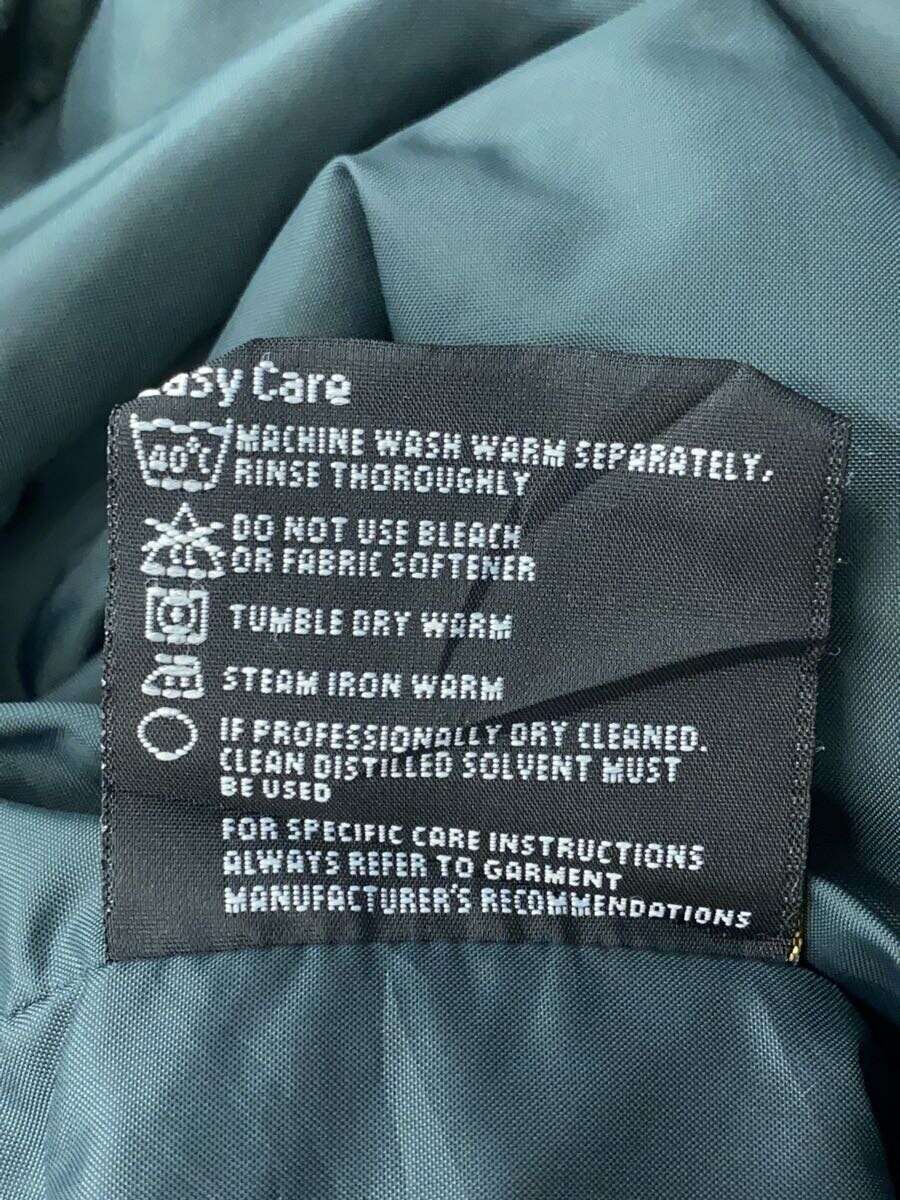 Easy Care
40°C
MACHINE WASH WARM SEPARATELY,
RINSE THOROUGHLY
CL
DO NOT USE BLEACH
OR FABRIC SOFTENER
TUMBLE DRY WARM
STEAM IRON WARM
IF PROFESSIONALLY DRY CLEANED.
CLEAN DISTILLED SOLVENT MUST
BE USED
FOR SPECIFIC CARE INSTRUCTIONS
ALWAYS REFER TO GARMENT
MANUFACTURER'S RECOMMENDATIONS